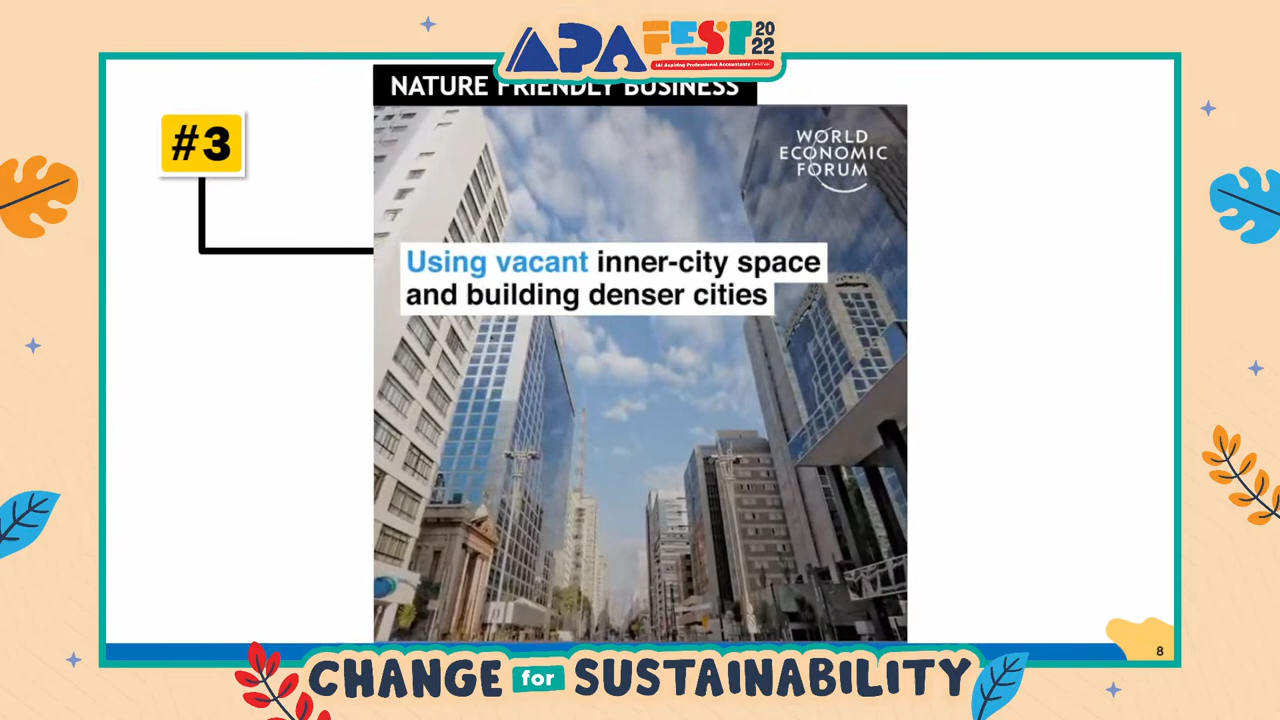 APAFEST 2022
IAI Aspiring Professional Accountants Festival
NATURE FRIENDLY BUSINESS
#3
WORLD
ECONOMIC
FORUM
Using vacant inner-city space
and building denser cities
8
CHANGE for SUSTAINABILITY